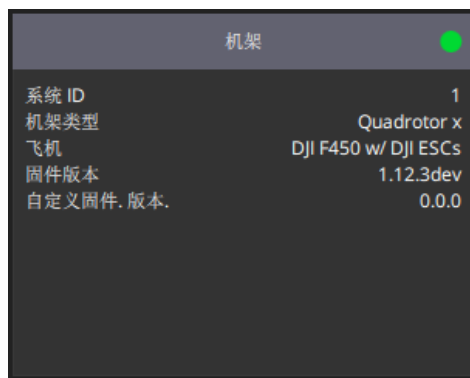 机架
系统 ID 1
机架类型 Quadrotor x
飞机 DJI F450 w/ DJI ESCs
固件版本 1.12.3dev
自定义固件. 版本. 0.0.0